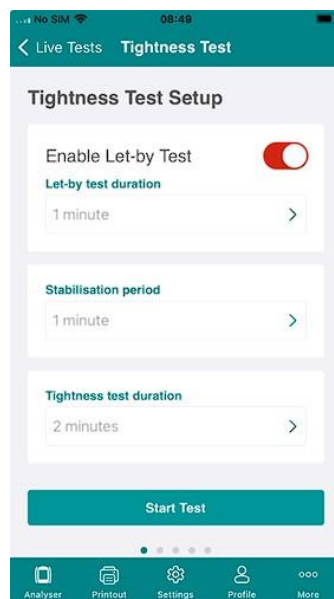 No SIM 08:49
Live Tests Tightness Test
Tightness Test Setup
Enable Let-by Test
Let-by test duration
1 minute
Stabilisation period
1 minute
Tightness test duration
2 minutes
Start Test
Analyser Printout Settings Profile More